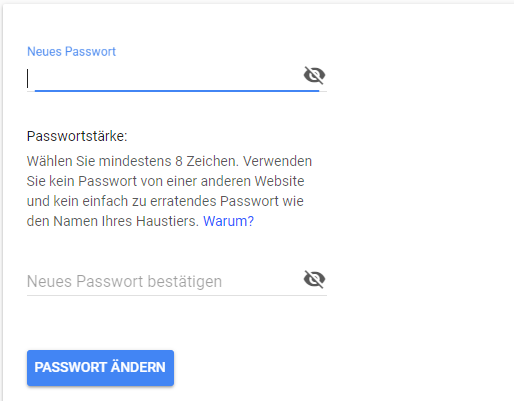 Neues Passwort
Passwortstärke:
Wählen Sie mindestens 8 Zeichen. Verwenden
Sie kein Passwort von einer anderen Website
und kein einfach zu erratendes Passwort wie
den Namen Ihres Haustiers. Warum?
Neues Passwort bestätigen
PASSWORT ÄNDERN